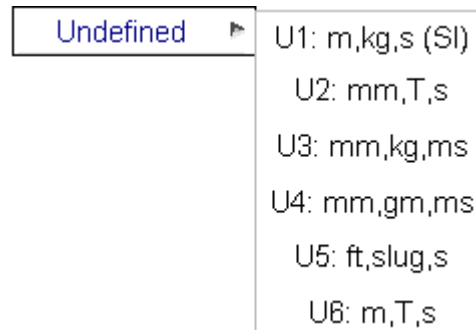 Undefined
U1: m,kg,s (SI)
U2: mm,T,s
U3: mm,kg,ms
U4: mm,gm,ms
U5: ft,slug,s
U6: m,T,s